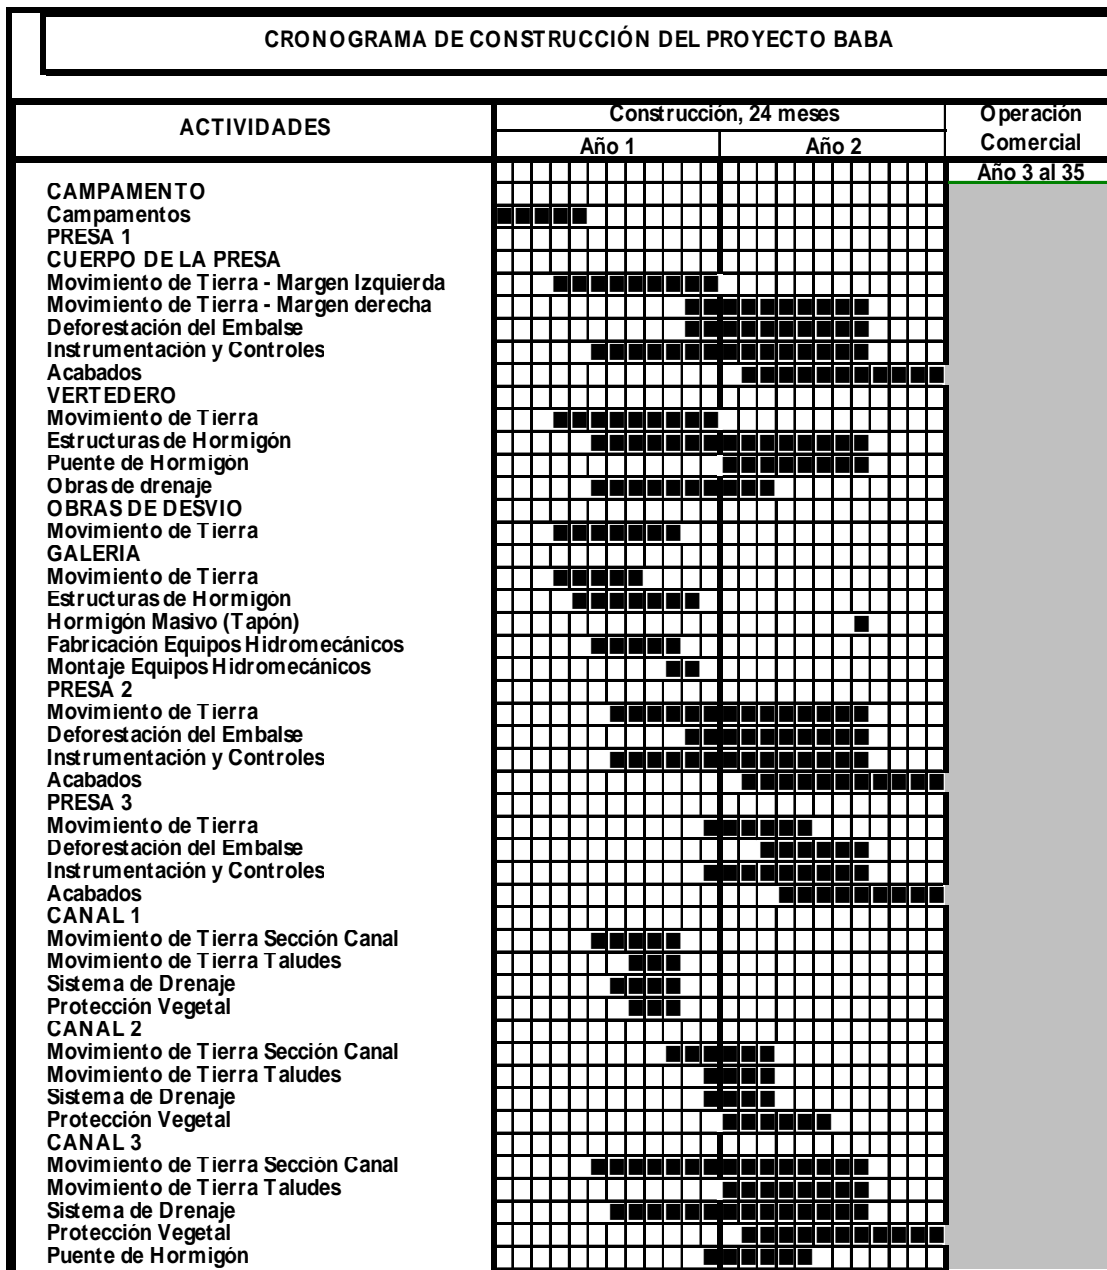 CRONOGRAMA DE CONSTRUCCIÓN DEL PROYECTO BABA
ACTIVIDADES
Construcción, 24 meses
Operación
Comercial
Año 1
Año 2
Año 3 al 35
CAMPAMENTO
Campamentos
PRESA 1
CUERPO DE LA PRESA
Movimiento de Tierra - Margen Izquierda
Movimiento de Tierra - Margen derecha
Deforestación del Embalse
Instrumentación y Controles
Acabados
VERTEDERO
Movimiento de Tierra
Estructuras de Hormigón
Puente de Hormigón
Obras de drenaje
OBRAS DE DESVIO
Movimiento de Tierra
GALERIA
Movimiento de Tierra
Estructuras de Hormigón
Hormigón Masivo (Tapón)
Fabricación Equipos Hidromecánicos
Montaje Equipos Hidromecánicos
PRESA 2
Movimiento de Tierra
Deforestación del Embalse
Instrumentación y Controles
Acabados
PRESA 3
Movimiento de Tierra
Deforestación del Embalse
Instrumentación y Controles
Acabados
CANAL 1
Movimiento de Tierra Sección Canal
Movimiento de Tierra Taludes
Sistema de Drenaje
Protección Vegetal
CANAL 2
Movimiento de Tierra Sección Canal
Movimiento de Tierra Taludes
Sistema de Drenaje
Protección Vegetal
CANAL 3
Movimiento de Tierra Sección Canal
Movimiento de Tierra Taludes
Sistema de Drenaje
Protección Vegetal
Puente de Hormigón